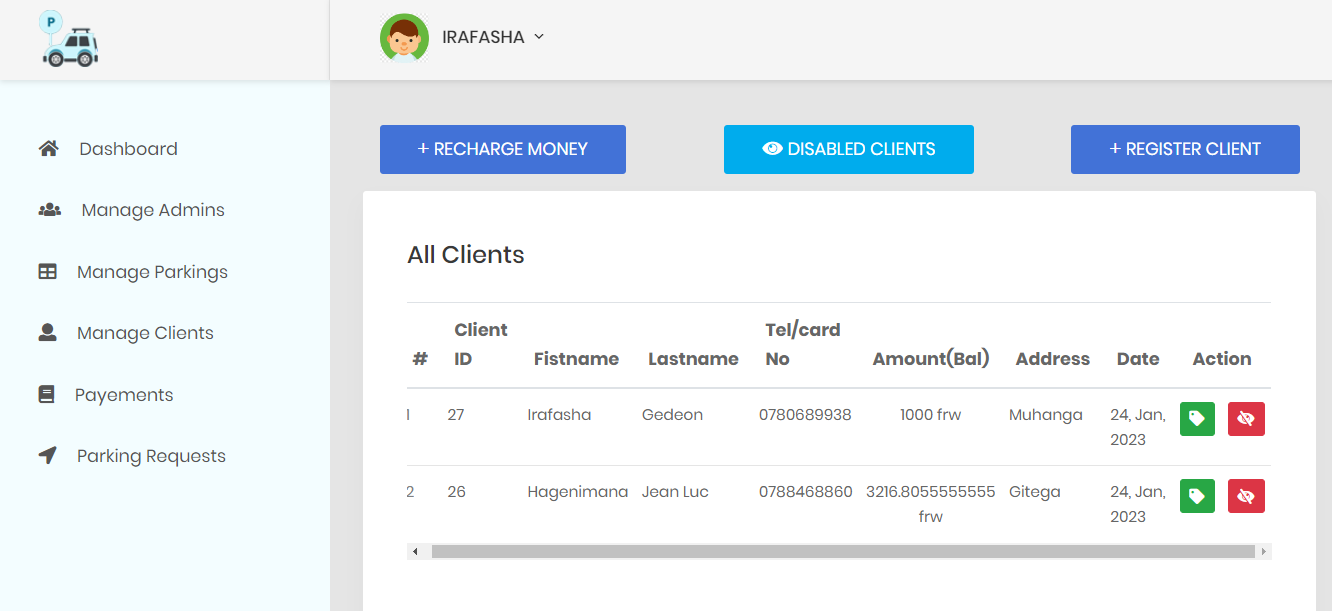 P
IRAFASHA
Dashboard
Manage Admins
Manage Parkings
Manage Clients
Payements
Parking Requests
+ RECHARGE MONEY
DISABLED CLIENTS
+ REGISTER CLIENT
All Clients
# Client ID Fistname Lastname Tel/card No Amount(Bal) Address Date Action
1 27 Irafasha Gedeon 0780689938 1000 frw Muhanga 24, Jan, 2023
2 26 Hagenimana Jean Luc 0788468860 3216.8055555555 frw Gitega 24, Jan, 2023